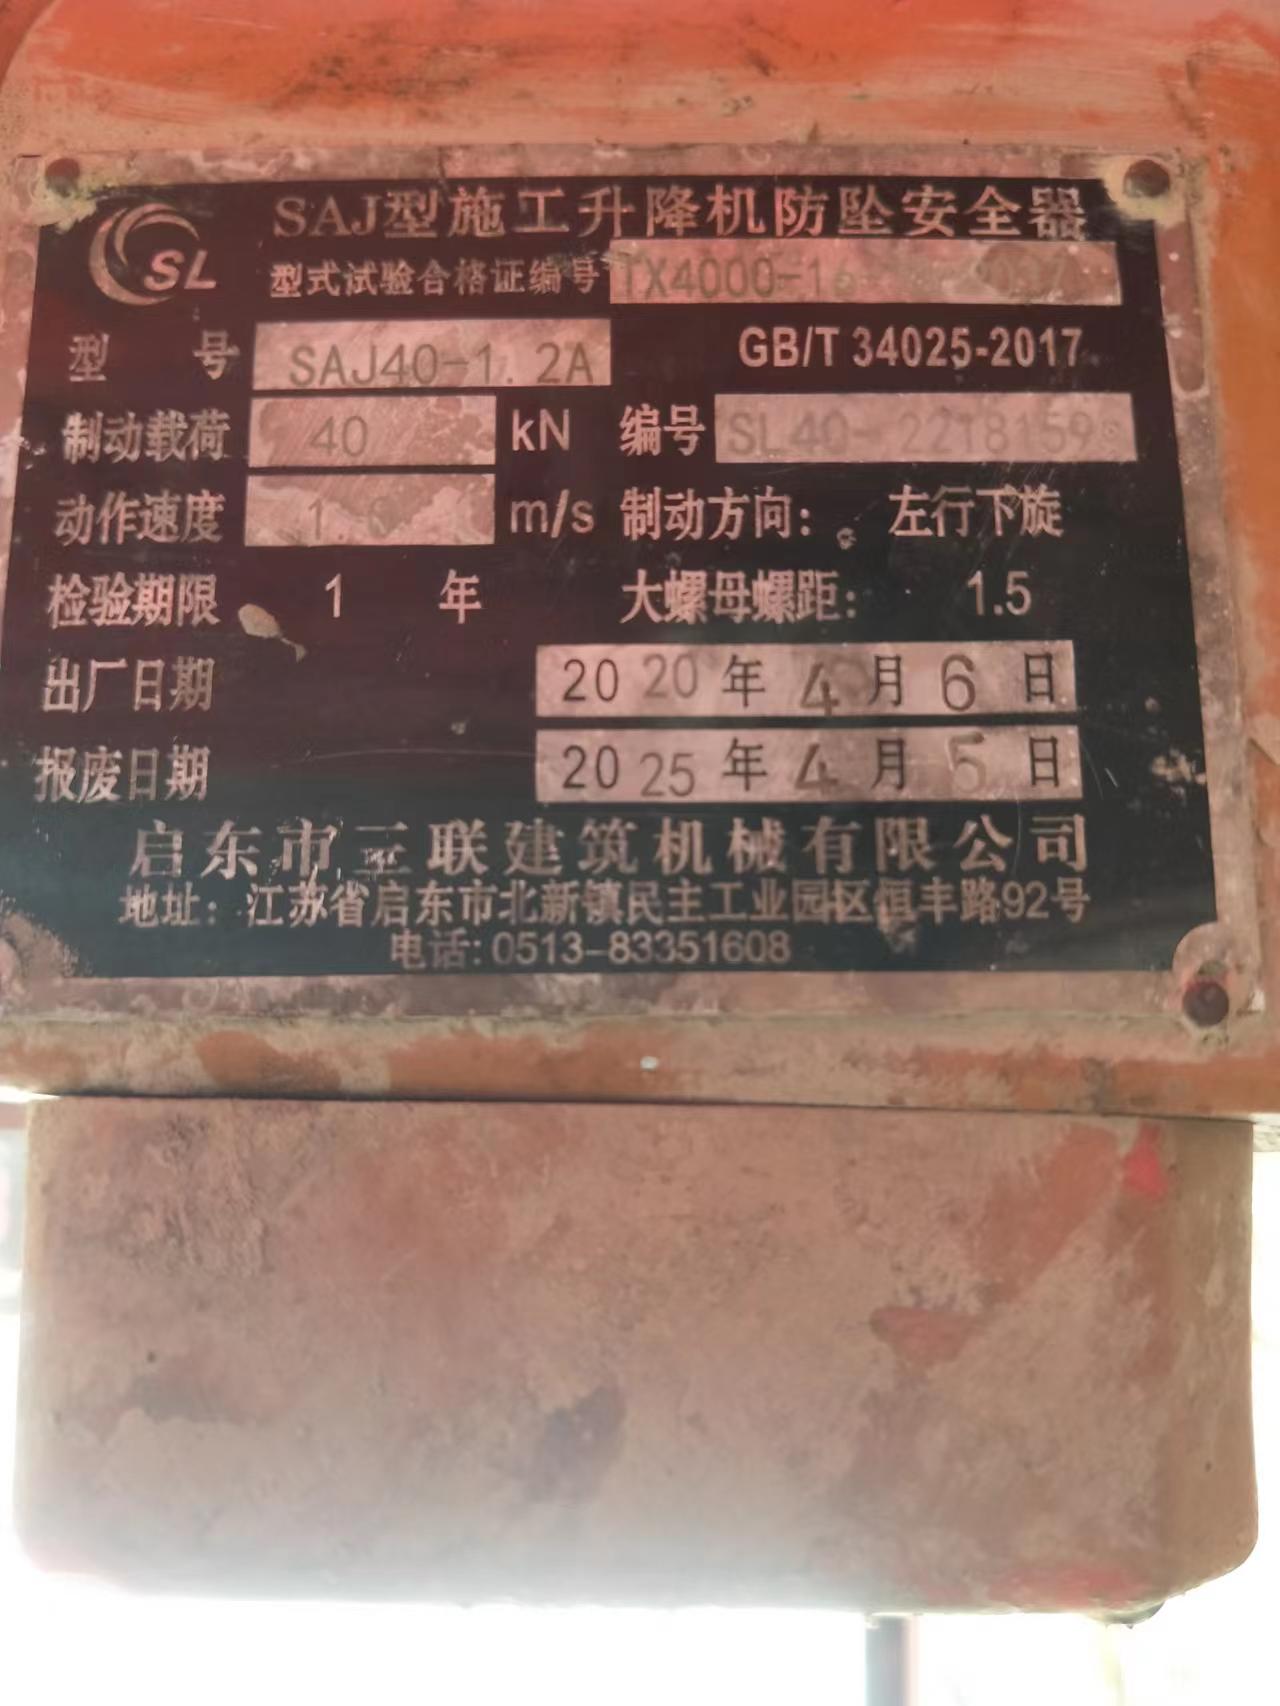 SL
SAJ型施工升降机防坠安全器
型式试验合格证编号 TX4000-16
型 号 SAJ40-1.2A GB/T 34025-2017
制动载荷 40 kN 编号 SL40-
动作速度 m/s 制动方向: 左行下旋
检验期限 1 年 大螺母螺距: 1.5
出厂日期 2020年4月6日
报废日期 2025年4月5日
启东市三联建筑机械有限公司
地址: 江苏省启东市北新镇民主工业园区恒丰路92号
电话:0513-83351608